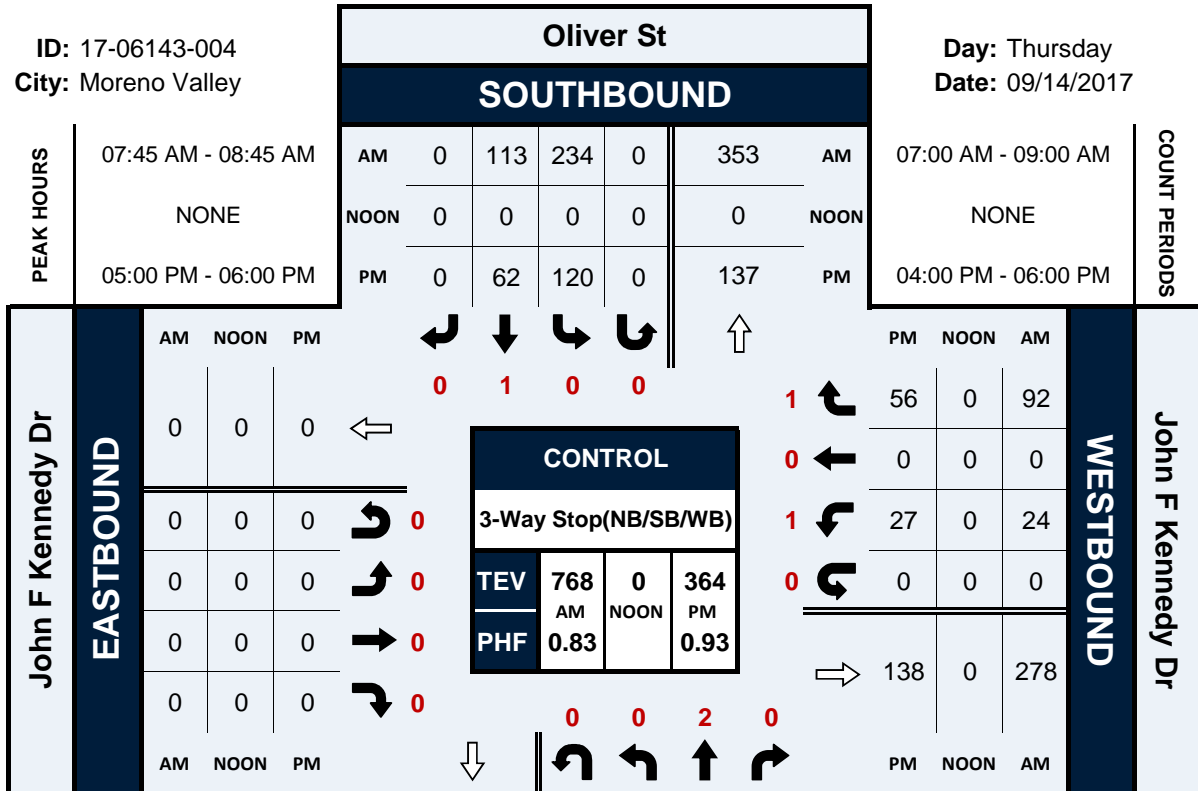 ID: 17-06143-004
City: Moreno Valley
Oliver St
SOUTHBOUND
Day: Thursday
Date: 09/14/2017
PEAK HOURS
07:45 AM - 08:45 AM
NONE
05:00 PM - 06:00 PM
AM 0 113 234 0 353 AM
NOON 0 0 0 0 0 NOON
PM 0 62 120 0 137 PM
07:00 AM - 09:00 AM
NONE
04:00 PM - 06:00 PM
COUNT PERIODS
0 1 0 0
John F Kennedy Dr
EASTBOUND
AM NOON PM
0 0 0
0 0 0 0
0 0 0 0
0 0 0 0
0 0 0 0
AM NOON PM
CONTROL
3-Way Stop(NB/SB/WB)
TEV 768 0 364
AM NOON PM
PHF 0.83 0.93
PM NOON AM
1 56 0 92
0 0 0 0
1 27 0 24
0 0 0 0
138 0 278
PM NOON AM
WESTBOUND
John F Kennedy Dr
0 0 2 0